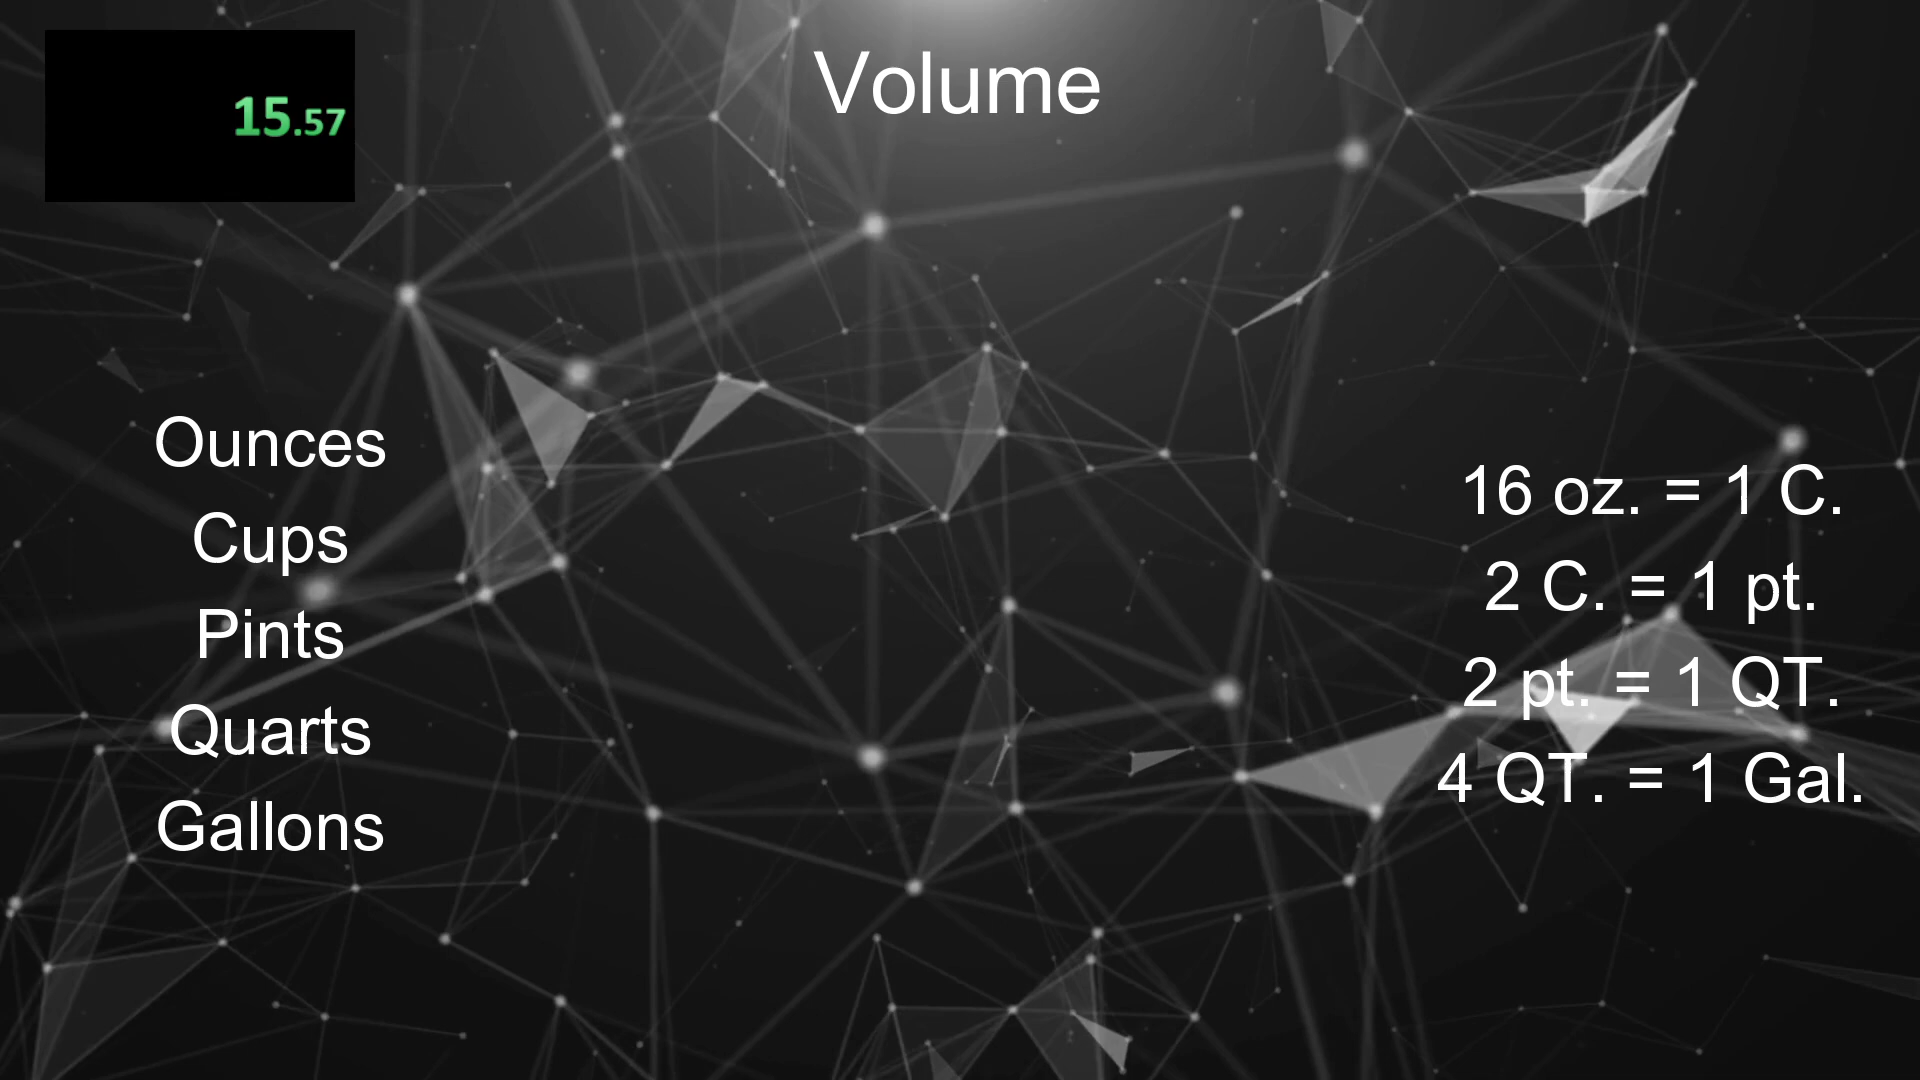 15.57
Volume
Ounces
Cups
Pints
Quarts
Gallons
16 oz. = 1 C.
2 C. = 1 pt.
2 pt. = 1 QT.
4 QT. = 1 Gal.